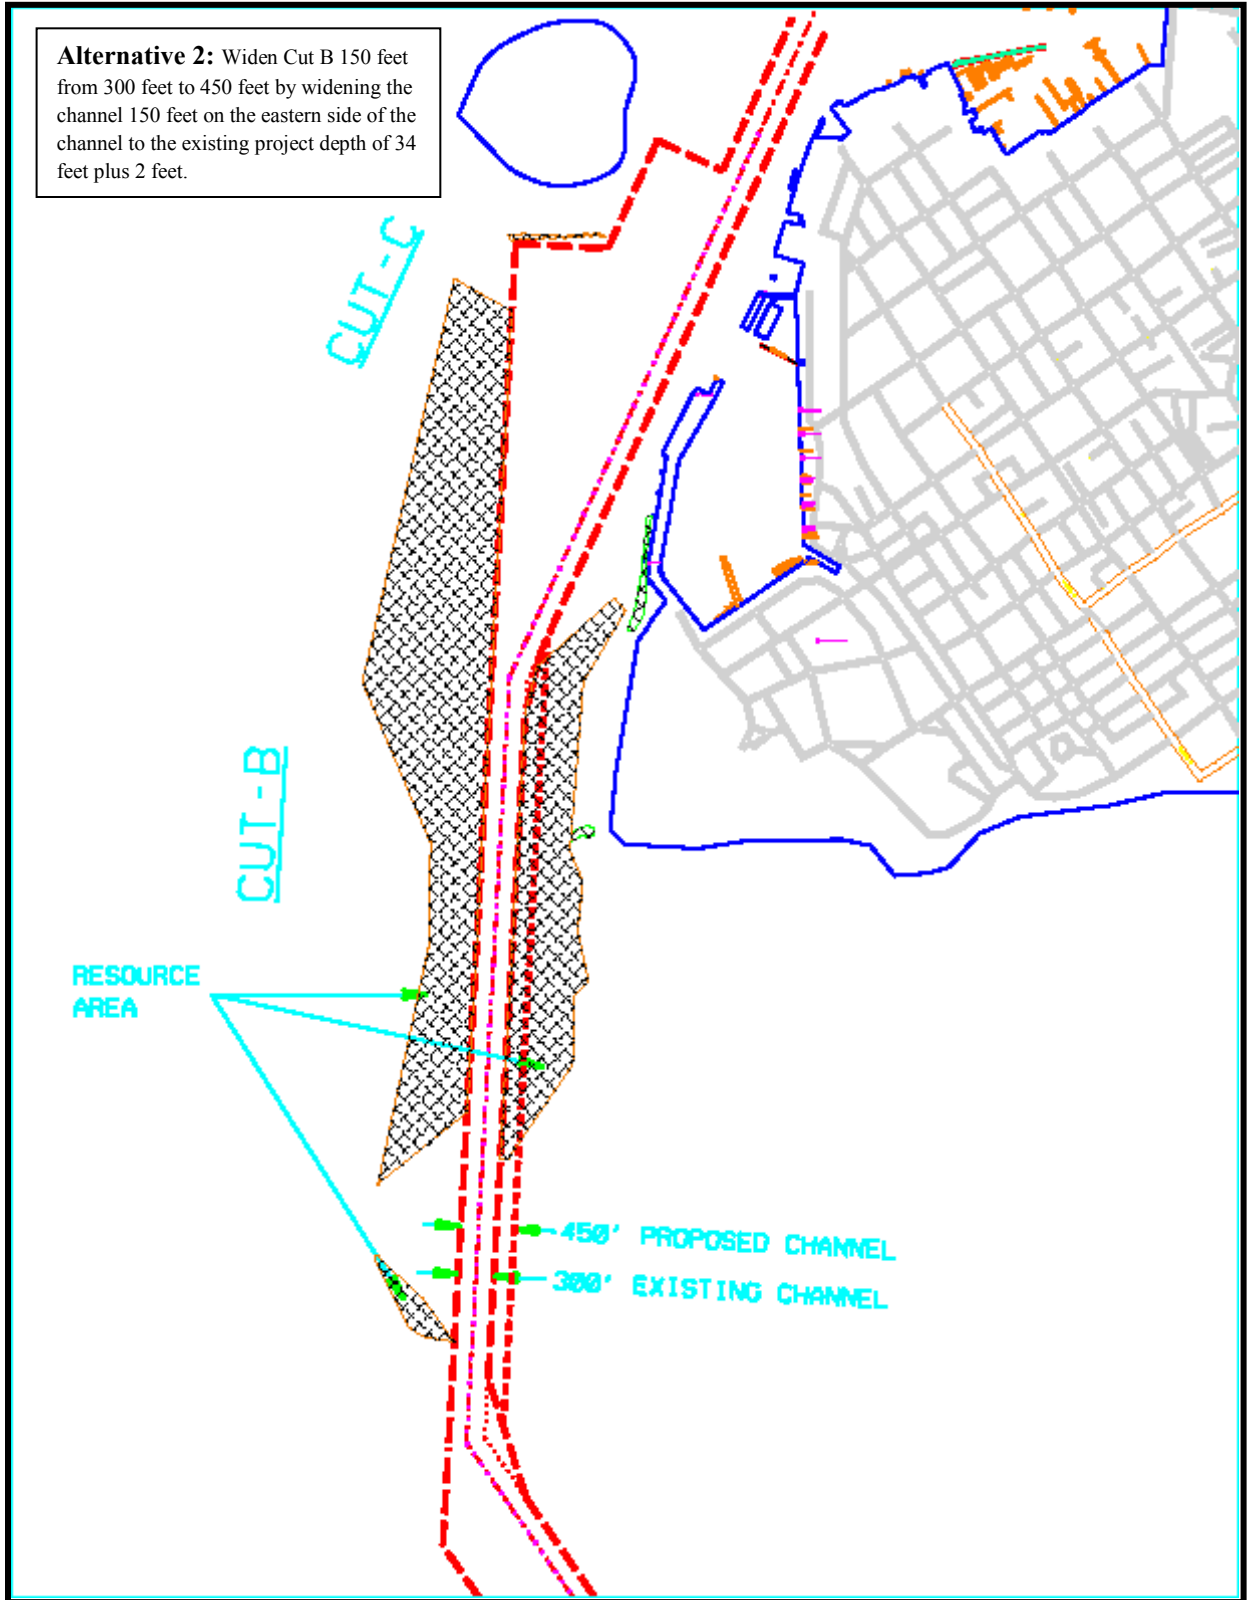 Alternative 2: Widen Cut B 150 feet
from 300 feet to 450 feet by widening the
channel 150 feet on the eastern side of the
channel to the existing project depth of 34
feet plus 2 feet.
CUT-C
CUT-B
RESOURCE
AREA
450' PROPOSED CHANNEL
300' EXISTING CHANNEL